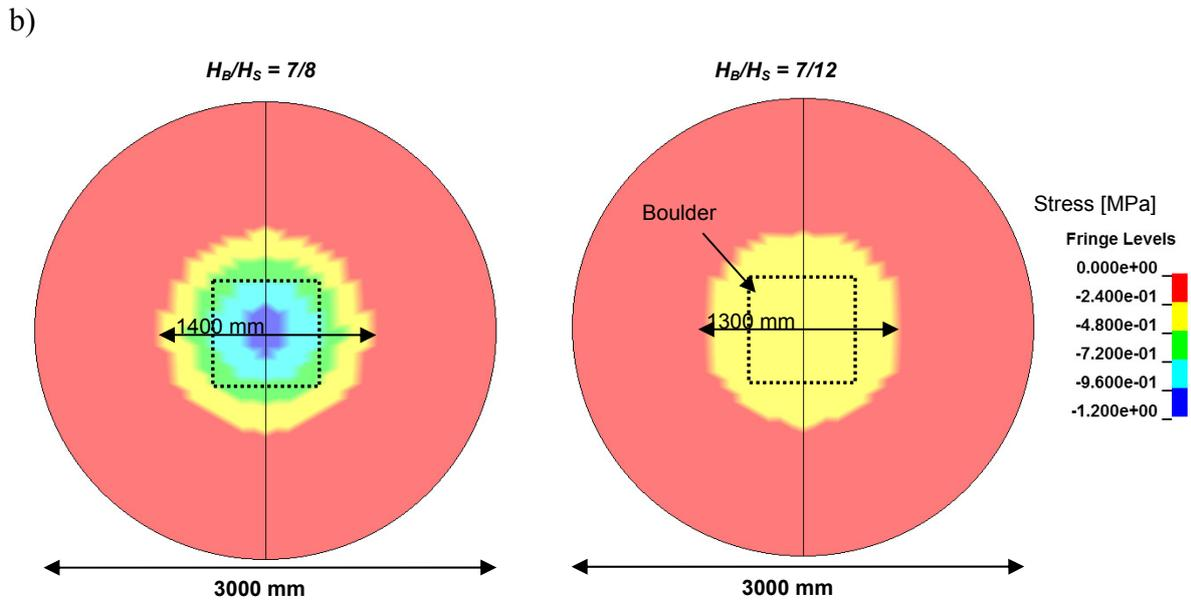 b)
H_B/H_S = 7/8
H_B/H_S = 7/12
Boulder
1400 mm
1300 mm
3000 mm
3000 mm
Stress [MPa]
Fringe Levels
0.000e+00
-2.400e-01
-4.800e-01
-7.200e-01
-9.600e-01
-1.200e+00